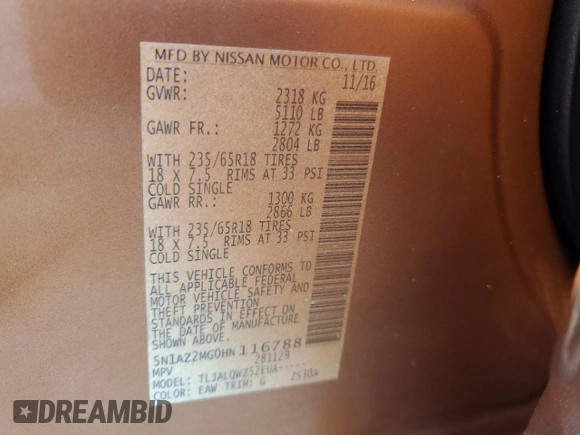 MFD BY NISSAN MOTOR CO., LTD.
DATE: 11/16
GVWR: 2318 KG
5110 LB
GAWR FR.: 1272 KG
2804 LB
WITH 235/65R18 TIRES
18 X 7.5 RIMS AT 33 PSI
COLD SINGLE
GAWR RR.: 1300 KG
2866 LB
WITH 235/65R18 TIRES
18 X 7.5 RIMS AT 33 PSI
COLD SINGLE
THIS VEHICLE CONFORMS TO
ALL APPLICABLE FEDERAL
MOTOR VEHICLE SAFETY AND
THEFT PREVENTION
STANDARDS IN EFFECT ON
THE DATE OF MANUFACTURE
SHOWN ABOVE.
5N1AZ2MG0HN116788
MPV 281129
MODEL: TLJALQWZ52EUA-----
COLOR: EAW TRIM: G 2530A
DREAMBID
DREAMBID.COM